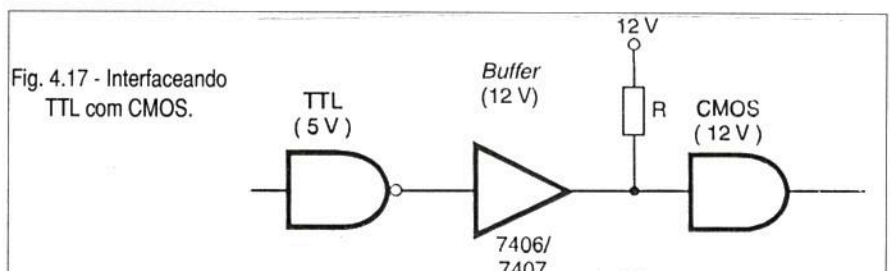 Fig. 4.17 - Interfaceando
TTL com CMOS.
TTL
(5 V)
Buffer
(12 V)
12 V
R
CMOS
(12 V)
7406/
7407